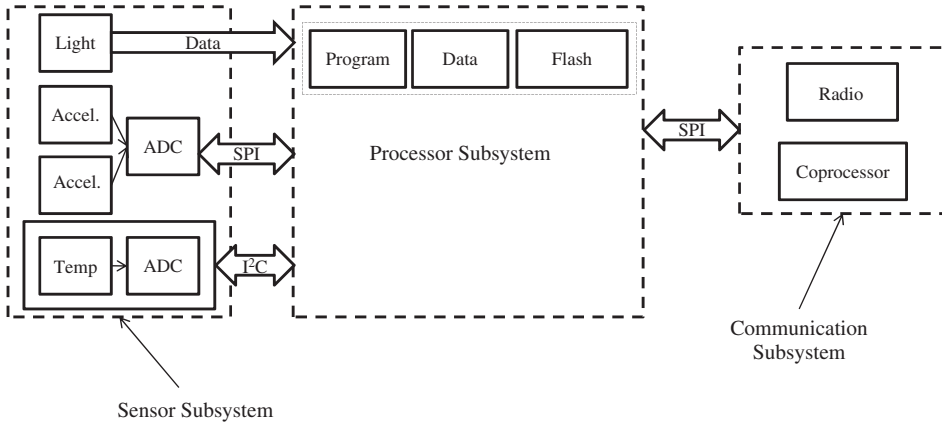 Light
Data
Program
Data
Flash
Accel.
Accel.
ADC
SPI
Temp
ADC
I²C
Processor Subsystem
SPI
Radio
Coprocessor
Sensor Subsystem
Communication
Subsystem